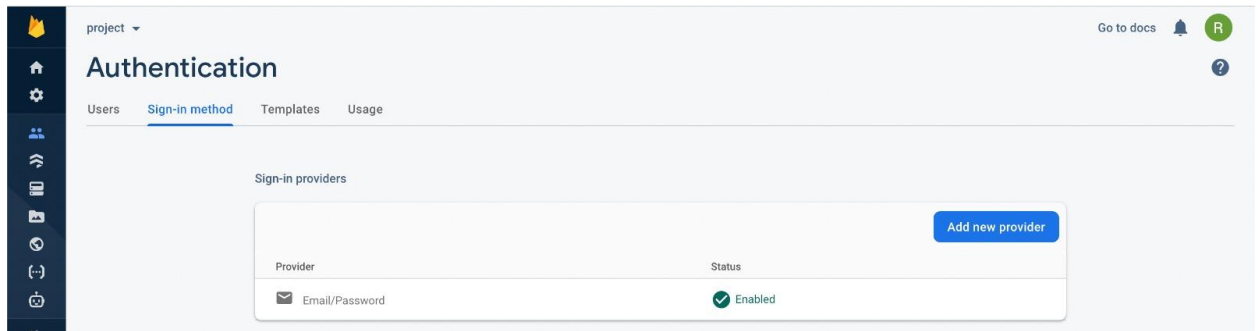 project
Go to docs
R
Authentication
?
Users Sign-in method Templates Usage
Sign-in providers
Add new provider
Provider Status
Email/Password Enabled